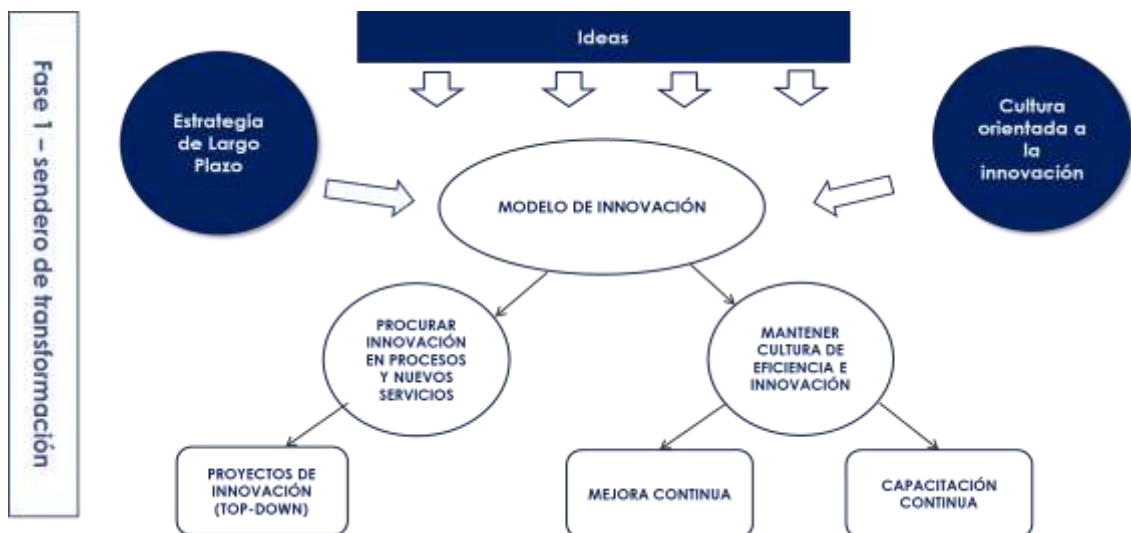 Fase 1 – sendero de transformación
Ideas
Estrategia
de Largo
Plazo
Cultura
orientada a
la
innovación
MODELO DE INNOVACIÓN
PROCURAR
INNOVACIÓN
EN PROCESOS
Y NUEVOS
SERVICIOS
MANTENER
CULTURA DE
EFICIENCIA E
INNOVACIÓN
PROYECTOS DE
INNOVACIÓN
(TOP-DOWN)
MEJORA CONTINUA
CAPACITACIÓN
CONTINUA